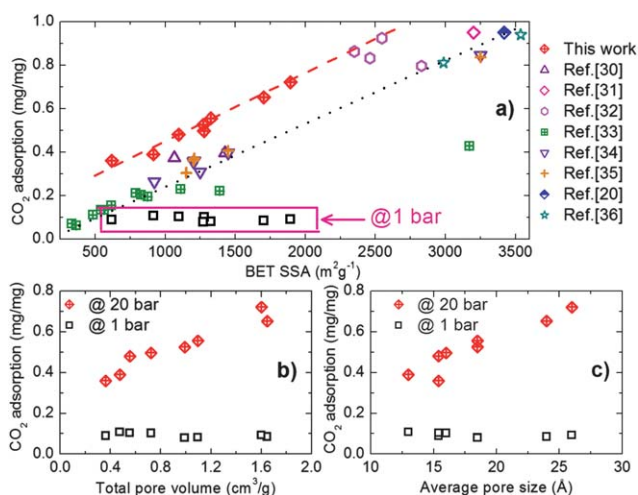 CO2 adsorption (mg/mg)
1.0
0.8
0.6
0.4
0.2
0.0
a)
@1 bar
500 1000 1500 2000 2500 3000 3500
BET SSA (m²g⁻¹)
This work
Ref.[30]
Ref.[31]
Ref.[32]
Ref.[33]
Ref.[34]
Ref.[35]
Ref.[20]
Ref.[36]
CO2 adsorption (mg/mg)
0.8
0.6
0.4
0.2
0.0
@ 20 bar
@ 1 bar
b)
0.0 0.4 0.8 1.2 1.6 2.0
Total pore volume (cm³/g)
CO2 adsorption (mg/mg)
0.8
0.6
0.4
0.2
0.0
@ 20 bar
@ 1 bar
c)
10 15 20 25 30
Average pore size (Å)